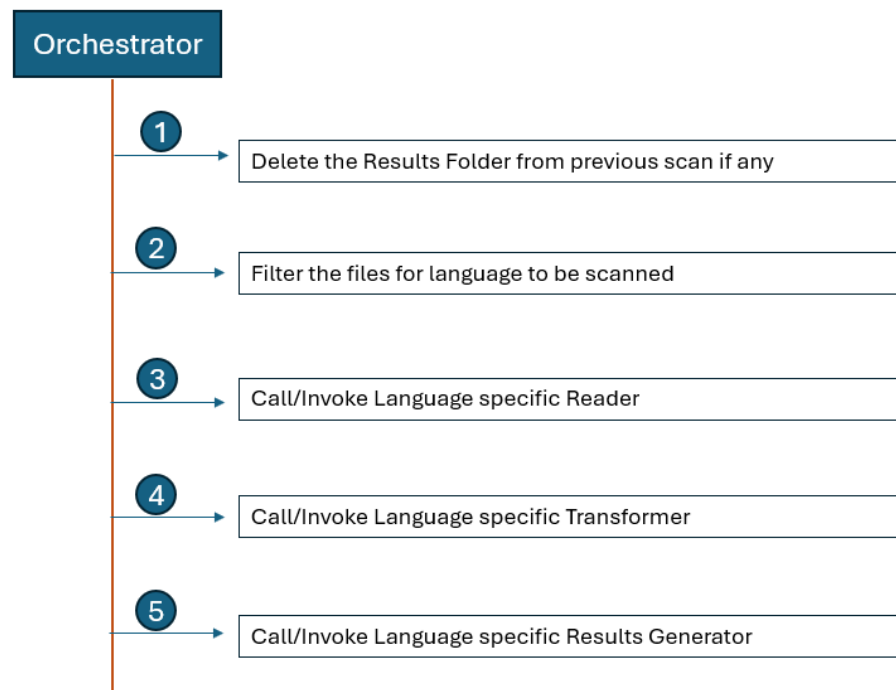 Orchestrator
1
Delete the Results Folder from previous scan if any
2
Filter the files for language to be scanned
3
Call/Invoke Language specific Reader
4
Call/Invoke Language specific Transformer
5
Call/Invoke Language specific Results Generator